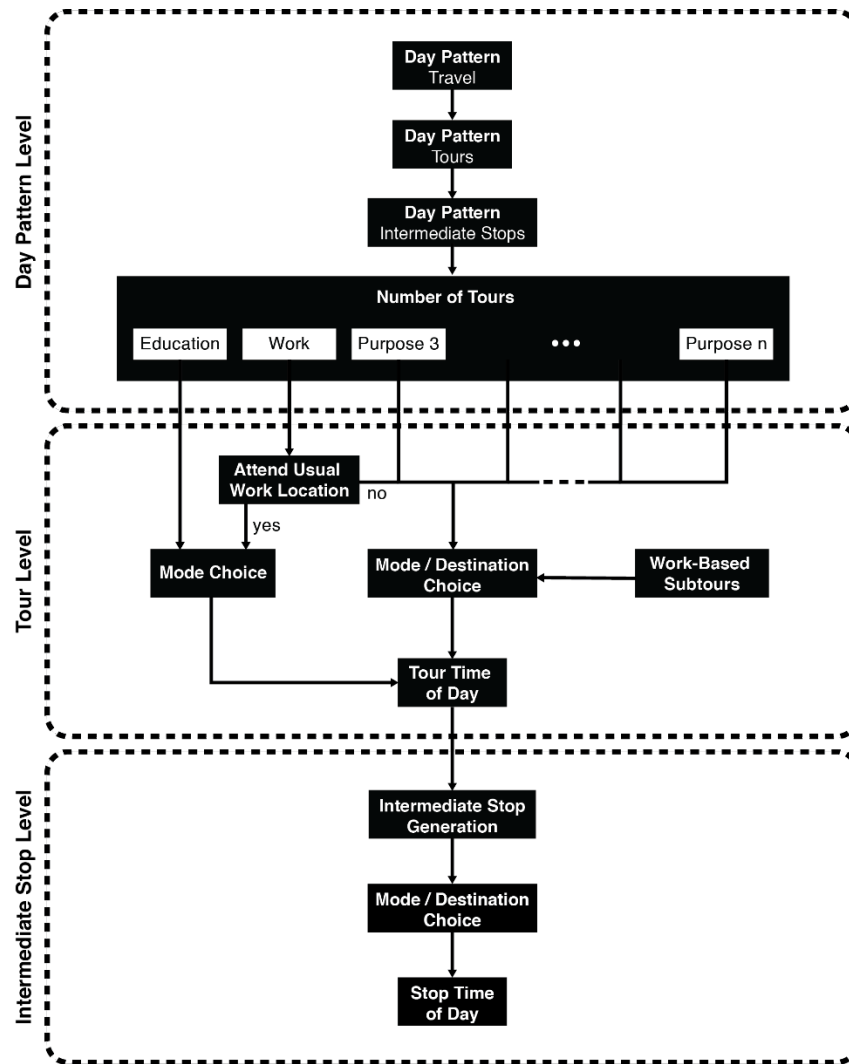 Day Pattern Level
Day Pattern
Travel
Day Pattern
Tours
Day Pattern
Intermediate Stops
Number of Tours
Education
Work
Purpose 3
•••
Purpose n
Tour Level
Attend Usual
Work Location
no
yes
Mode Choice
Mode / Destination
Choice
Work-Based
Subtours
Tour Time
of Day
Intermediate Stop Level
Intermediate Stop
Generation
Mode / Destination
Choice
Stop Time
of Day